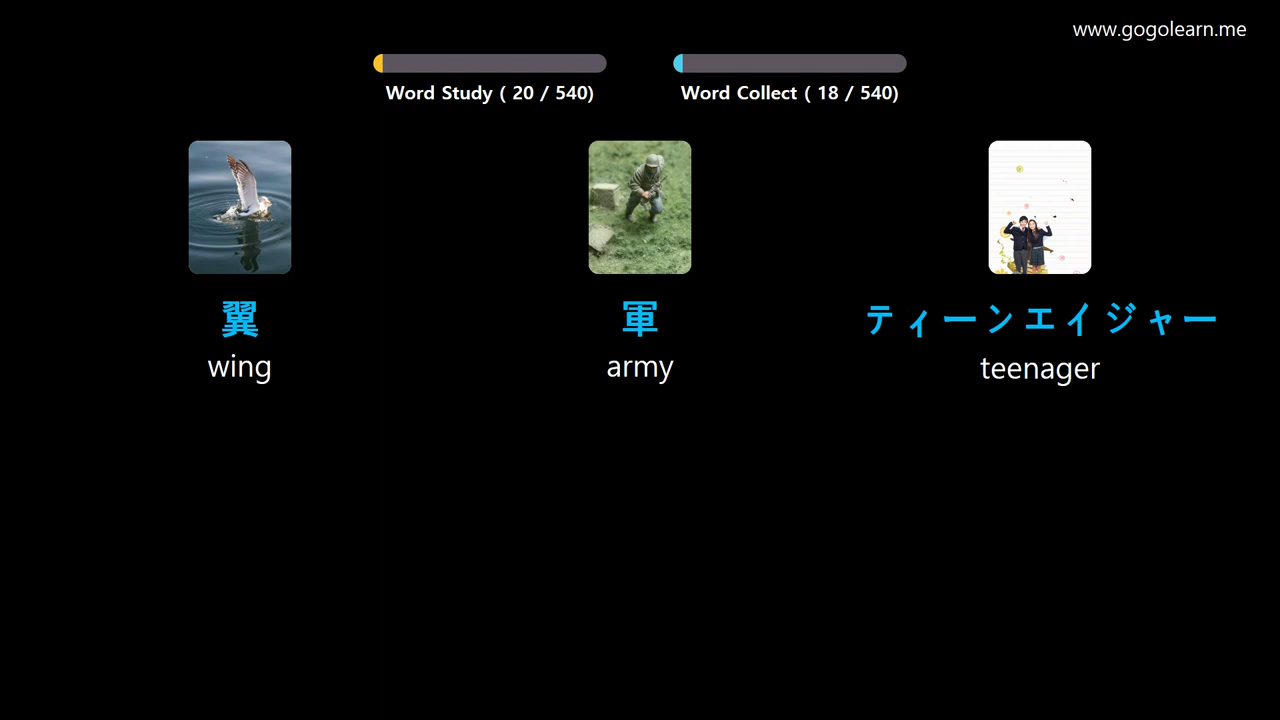 www.gogolearn.me
Word Study ( 20 / 540)
Word Collect ( 18 / 540)
翼
wing
軍
army
ティーンエイジャー
teenager